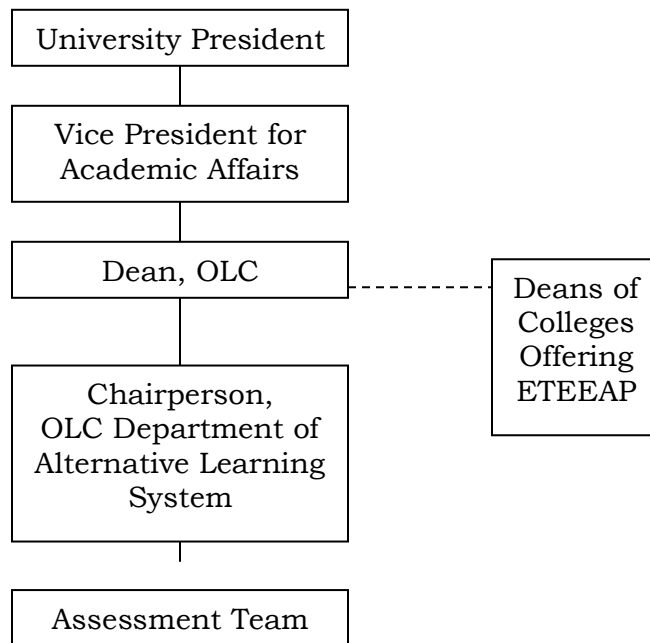 University President
Vice President for
Academic Affairs
Dean, OLC
Deans of
Colleges
Offering
ETEEAP
Chairperson,
OLC Department of
Alternative Learning
System
Assessment Team